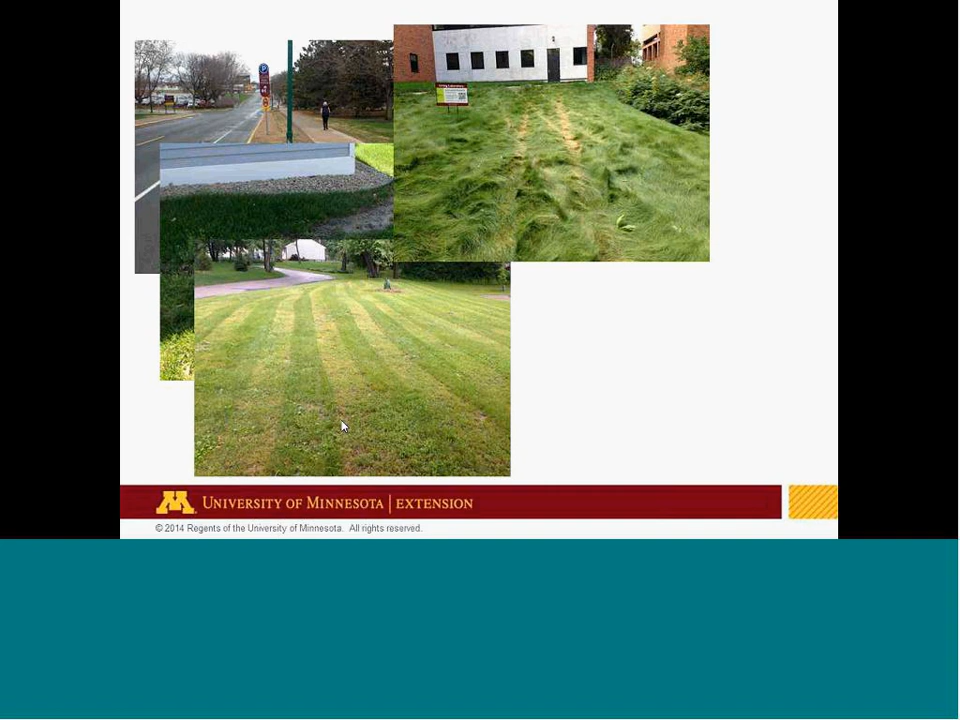 UNIVERSITY OF MINNESOTA | EXTENSION
© 2014 Regents of the University of Minnesota. All rights reserved.